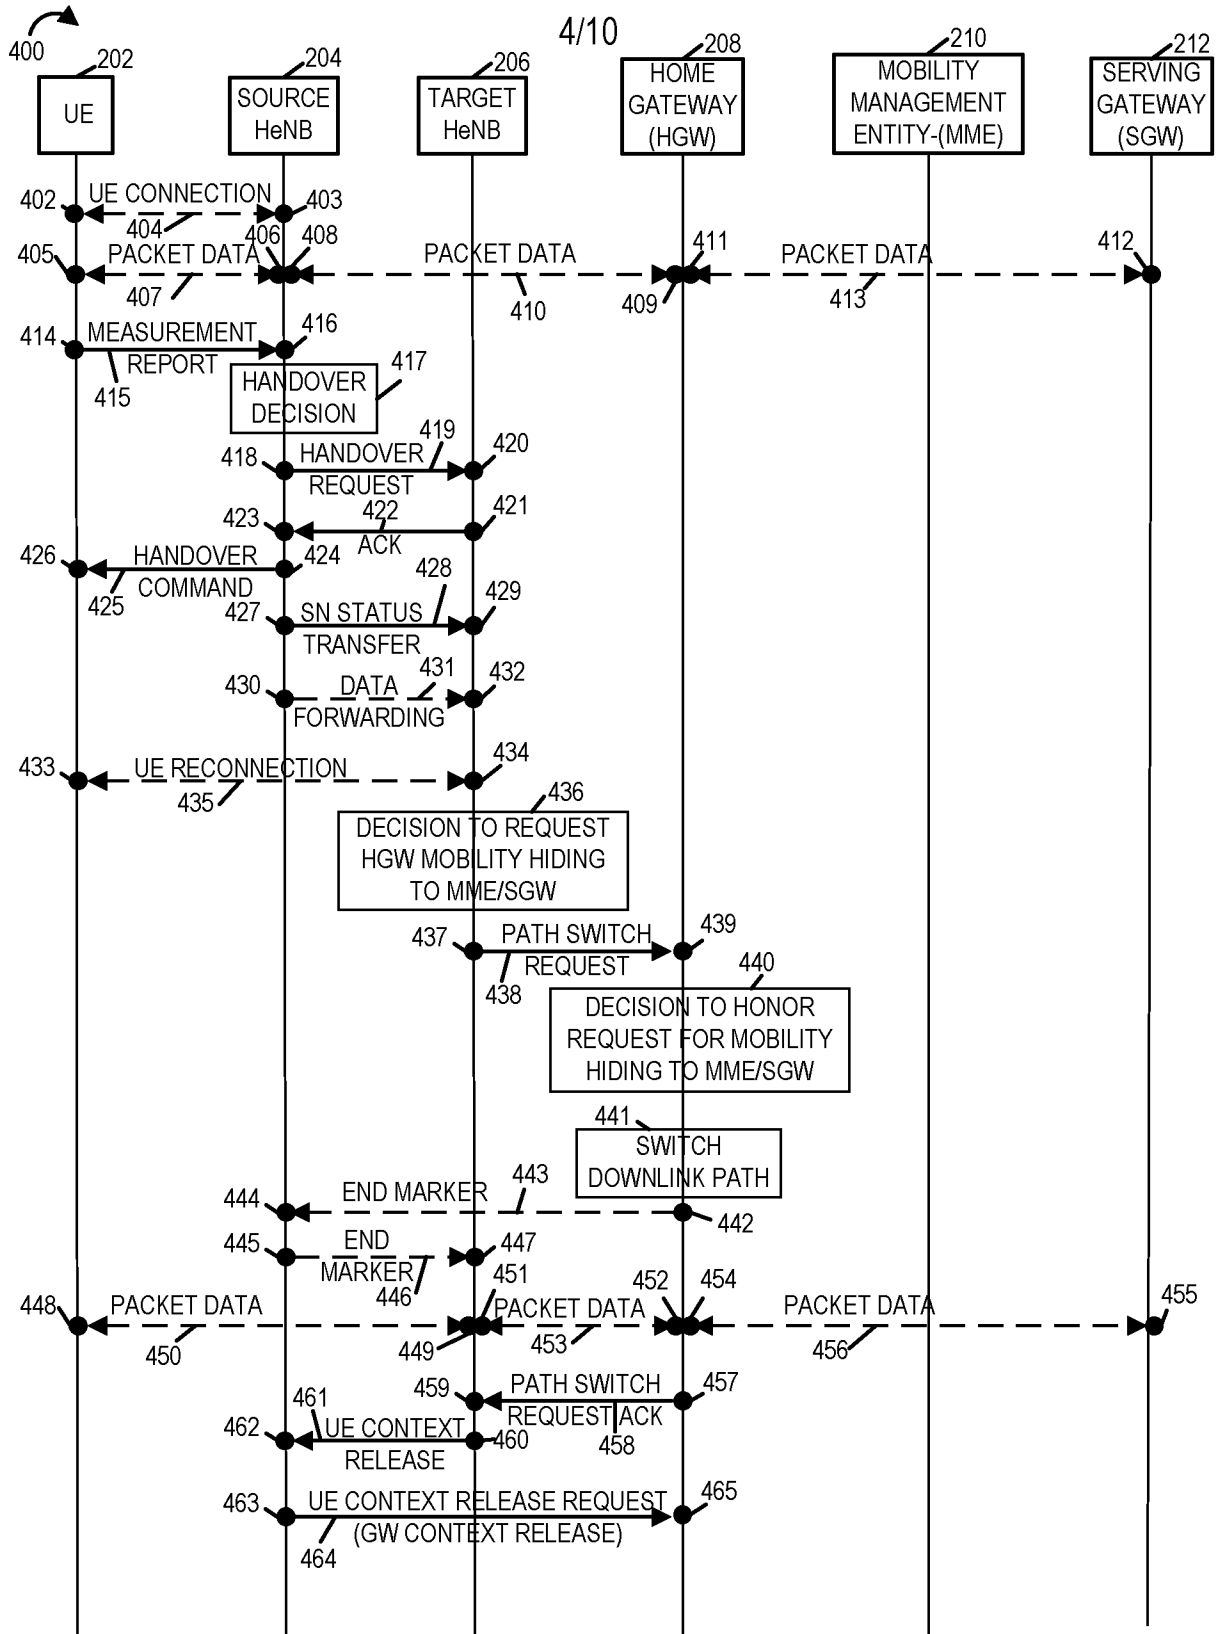 4/10
400
202
204
206
208
210
212
UE
SOURCE
HeNB
TARGET
HeNB
HOME
GATEWAY
(HGW)
MOBILITY
MANAGEMENT
ENTITY-(MME)
SERVING
GATEWAY
(SGW)
402
UE CONNECTION
403
404
405
PACKET DATA
406
408
PACKET DATA
411
PACKET DATA
412
407
410
409
413
414
MEASUREMENT
REPORT
416
415
417
HANDOVER
DECISION
418
HANDOVER
REQUEST
419
420
423
422
ACK
421
426
HANDOVER
COMMAND
424
425
428
427
SN STATUS
TRANSFER
429
430
DATA
FORWARDING
431
432
433
UE RECONNECTION
434
435
436
DECISION TO REQUEST
HGW MOBILITY HIDING
TO MME/SGW
437
PATH SWITCH
REQUEST
439
438
440
DECISION TO HONOR
REQUEST FOR MOBILITY
HIDING TO MME/SGW
441
SWITCH
DOWNLINK PATH
444
END MARKER
443
442
445
END
MARKER
447
446
448
PACKET DATA
451
PACKET DATA
452
454
PACKET DATA
455
450
449
453
456
459
PATH SWITCH
REQUEST ACK
457
458
461
462
UE CONTEXT
RELEASE
460
463
UE CONTEXT RELEASE REQUEST
(GW CONTEXT RELEASE)
465
464